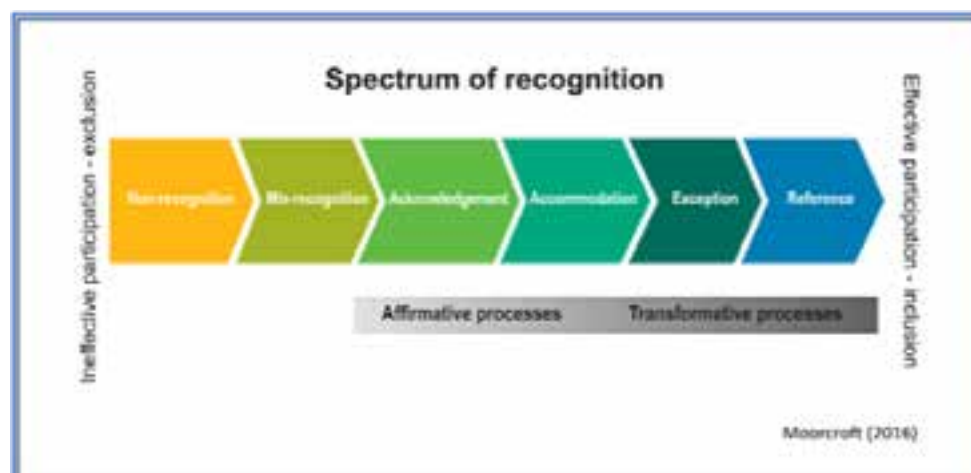 Spectrum of recognition
Ineffective participation - exclusion
Non-recognition
Mis-recognition
Acknowledgement
Accommodation
Exception
Reference
Effective participation - inclusion
Affirmative processes
Transformative processes
Moorcroft (2016)